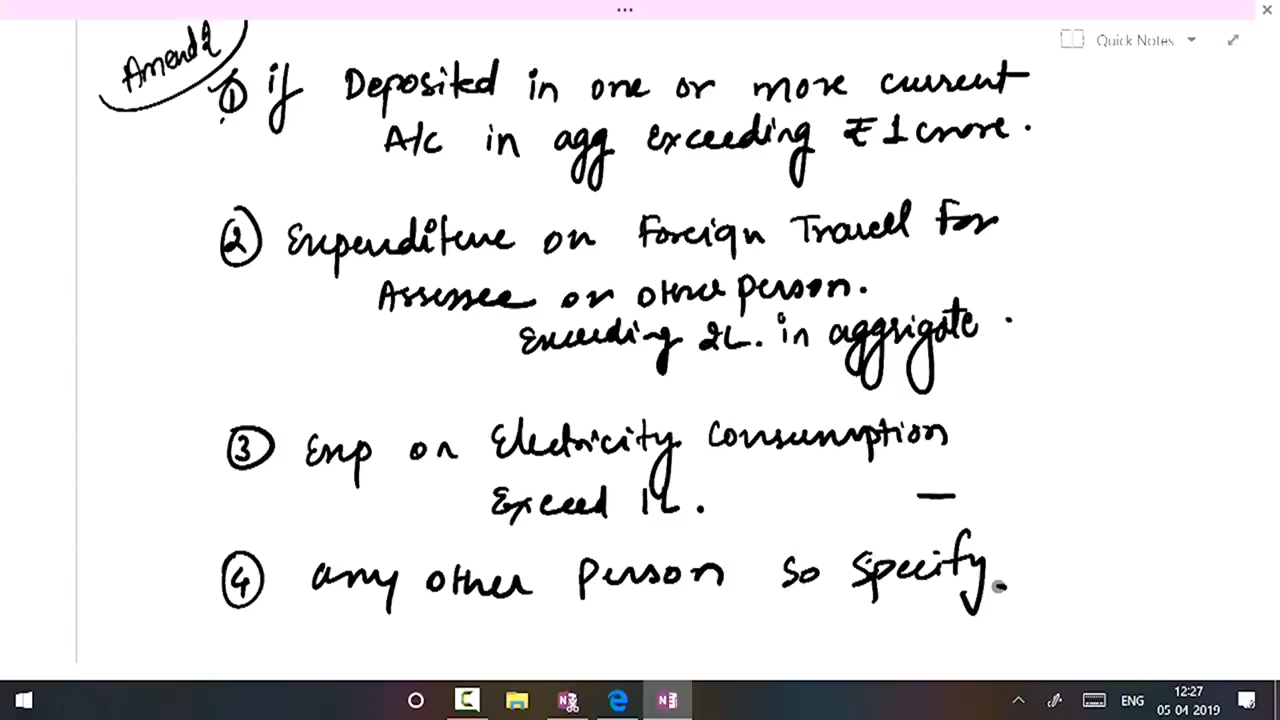 Quick Notes
Amend2
① if Deposited in one or more current
A/c in agg exceeding ₹ 1 crore.
② Expenditure on Foreign Travell For
Assessee or other person.
Exceeding 2L. in aggrigate.
③ Exp on Electricity Consumption
Exceed 1L. —
④ any other person so specify.
ENG
12:27
05 04 2019